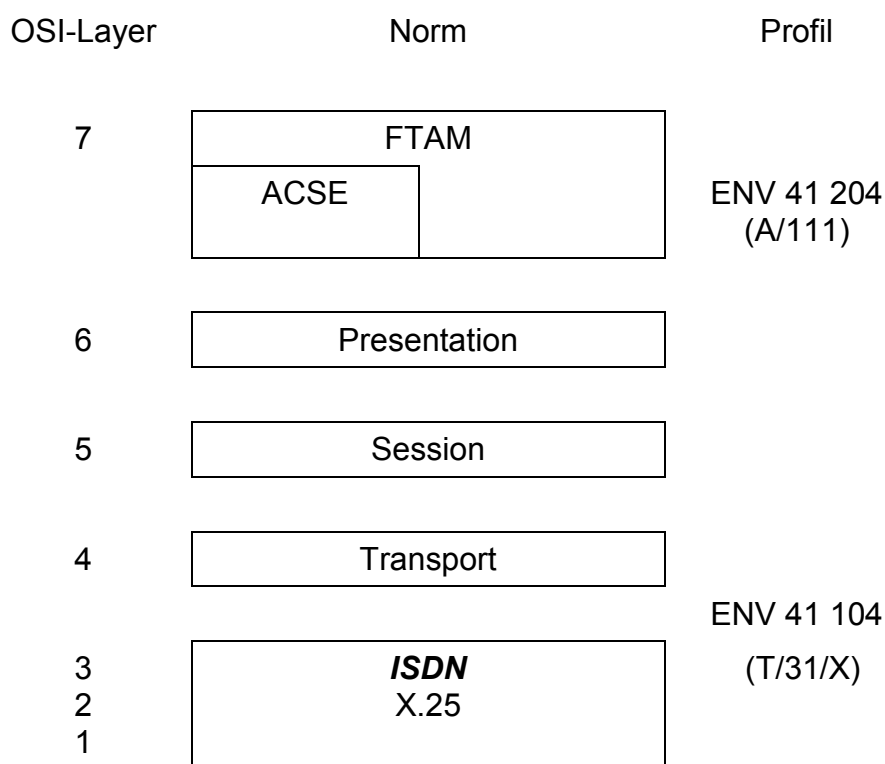 OSI-Layer Norm Profil
7 FTAM
ACSE ENV 41 204
(A/111)
6 Presentation
5 Session
4 Transport
ENV 41 104
3 ISDN (T/31/X)
2 X.25
1